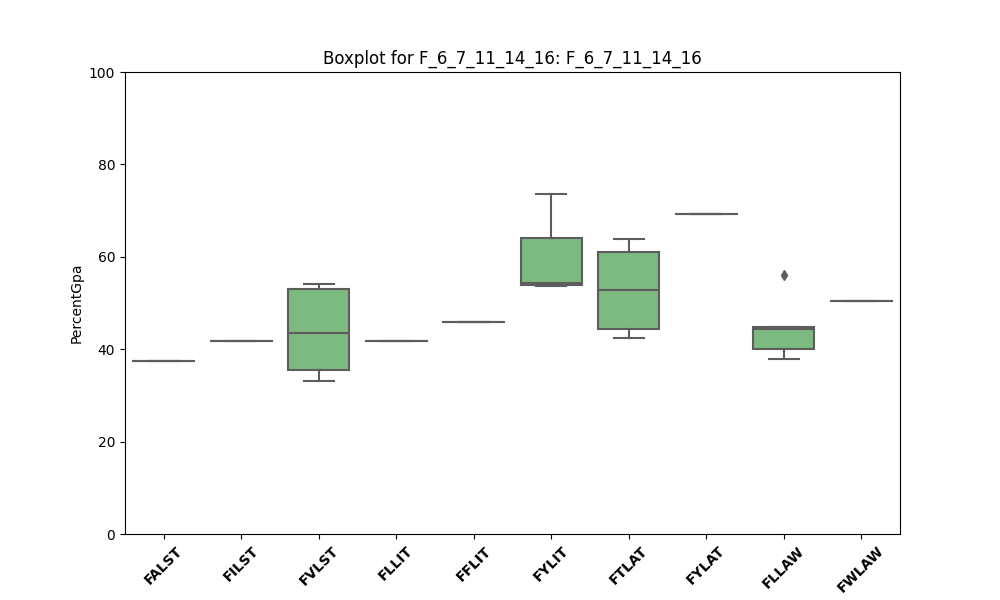 Boxplot for F_6_7_11_14_16: F_6_7_11_14_16
100
80
60
40
20
0
PercentGpa
FALST
FILST
FVLST
FLLIT
FFLIT
FYLIT
FTLAT
FYLAT
FLLAW
FWLAW